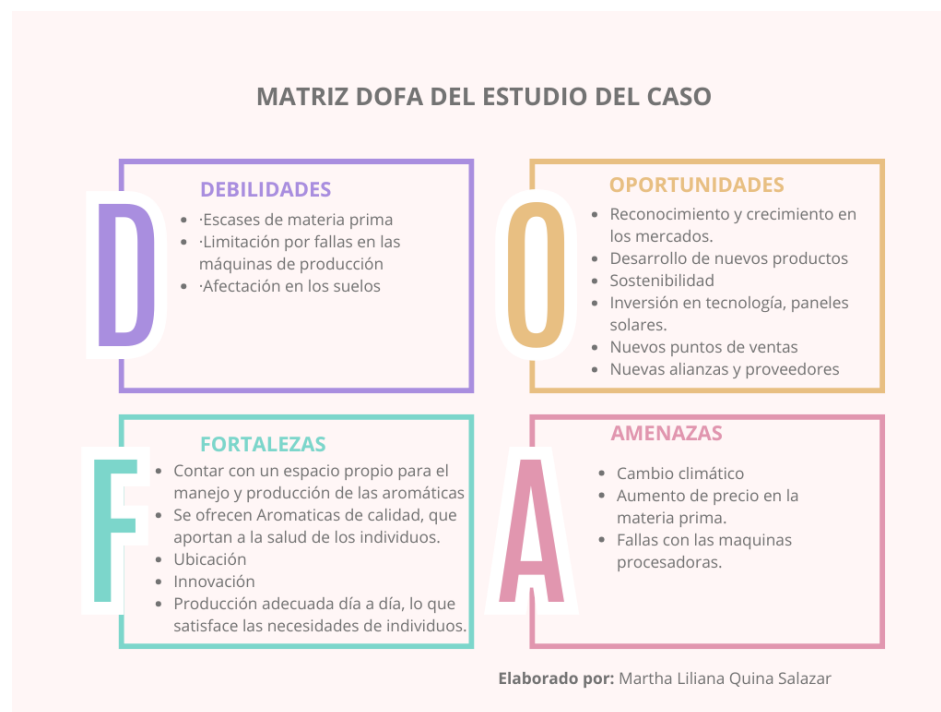 MATRIZ DOFA DEL ESTUDIO DEL CASO
D
DEBILIDADES
• ·Escases de materia prima
• ·Limitación por fallas en las
máquinas de producción
• ·Afectación en los suelos
O
OPORTUNIDADES
• Reconocimiento y crecimiento en
los mercados.
• Desarrollo de nuevos productos
• Sostenibilidad
• Inversión en tecnología, paneles
solares.
• Nuevos puntos de ventas
• Nuevas alianzas y proveedores
F
FORTALEZAS
• Contar con un espacio propio para el
manejo y producción de las aromáticas
• Se ofrecen Aromaticas de calidad, que
aportan a la salud de los individuos.
• Ubicación
• Innovación
• Producción adecuada día a día, lo que
satisface las necesidades de individuos.
A
AMENAZAS
• Cambio climático
• Aumento de precio en la
materia prima.
• Fallas con las maquinas
procesadoras.
Elaborado por: Martha Liliana Quina Salazar